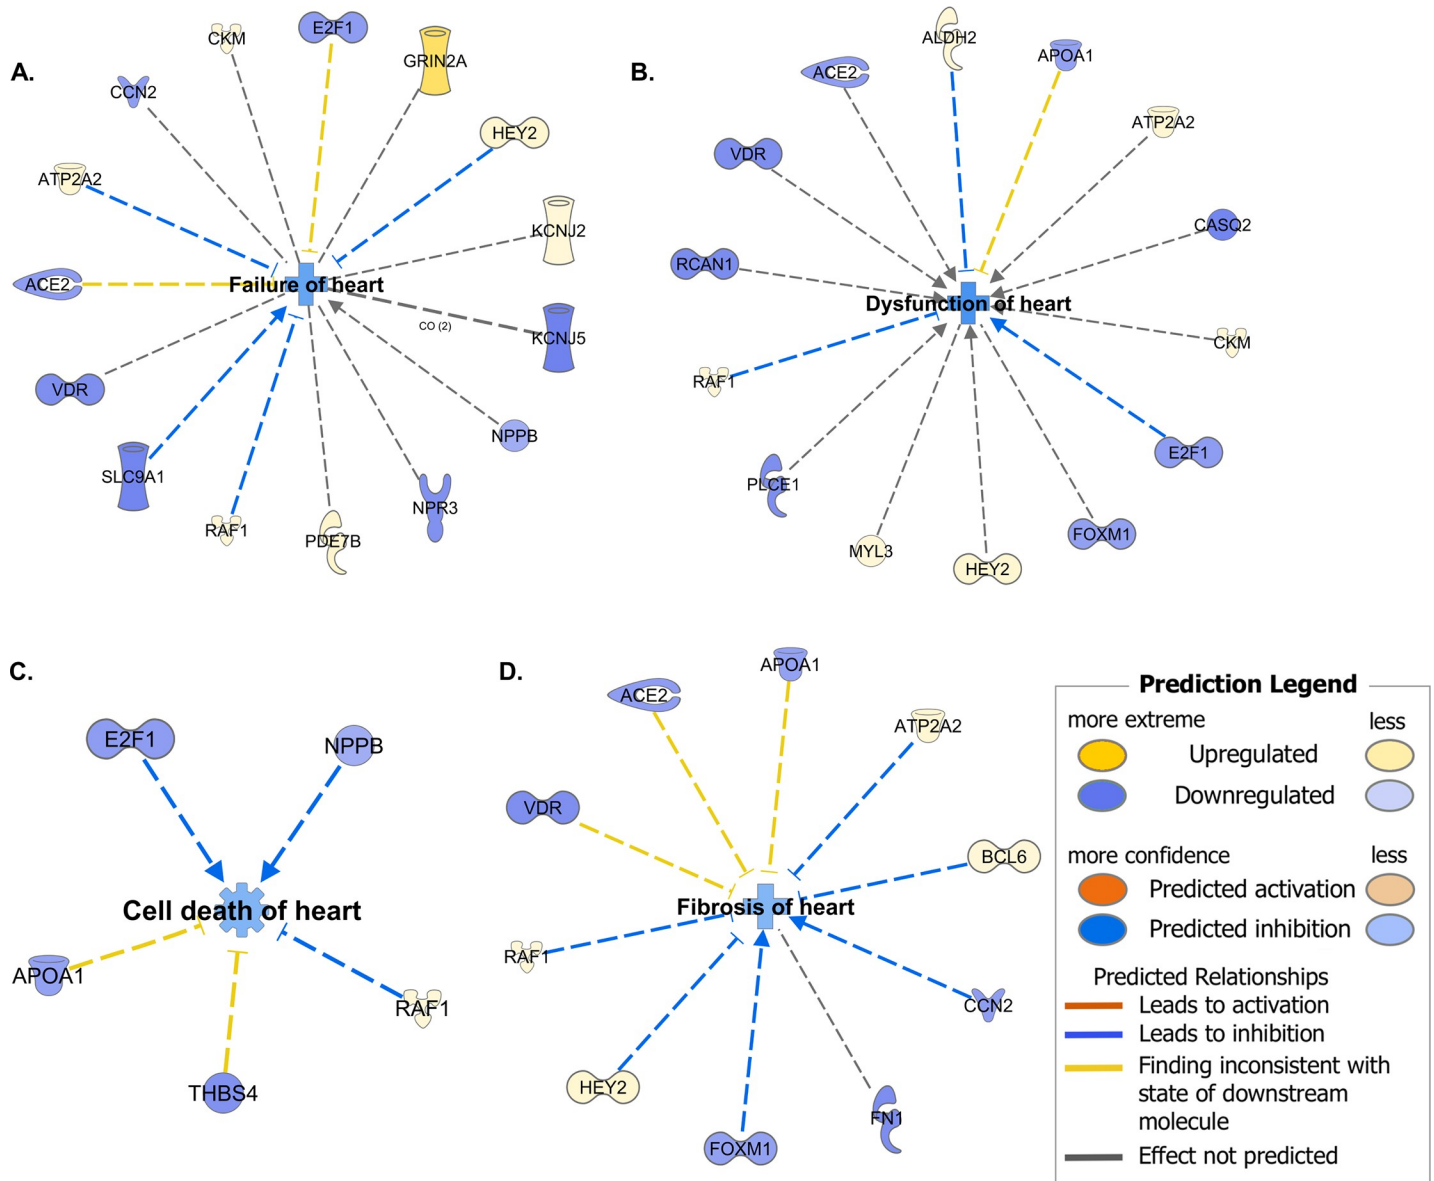 A.
CKM
E2F1
GRIN2A
CCN2
HEY2
ATP2A2
KCNJ2
ACE2
Failure of heart
CO (2)
KCNJ5
VDR
SLC9A1
NPPB
RAF1
PDE7B
NPR3
B.
ALDH2
APOA1
ACE2
ATP2A2
VDR
CASQ2
RCAN1
Dysfunction of heart
CKM
RAF1
E2F1
PLCE1
FOXM1
MYL3
HEY2
C.
E2F1
NPPB
Cell death of heart
APOA1
RAF1
THBS4
D.
APOA1
ACE2
ATP2A2
VDR
BCL6
Fibrosis of heart
RAF1
CCN2
HEY2
FN1
FOXM1
Prediction Legend
more extreme less
Upregulated
Downregulated
more confidence less
Predicted activation
Predicted inhibition
Predicted Relationships
Leads to activation
Leads to inhibition
Finding inconsistent with
state of downstream
molecule
Effect not predicted